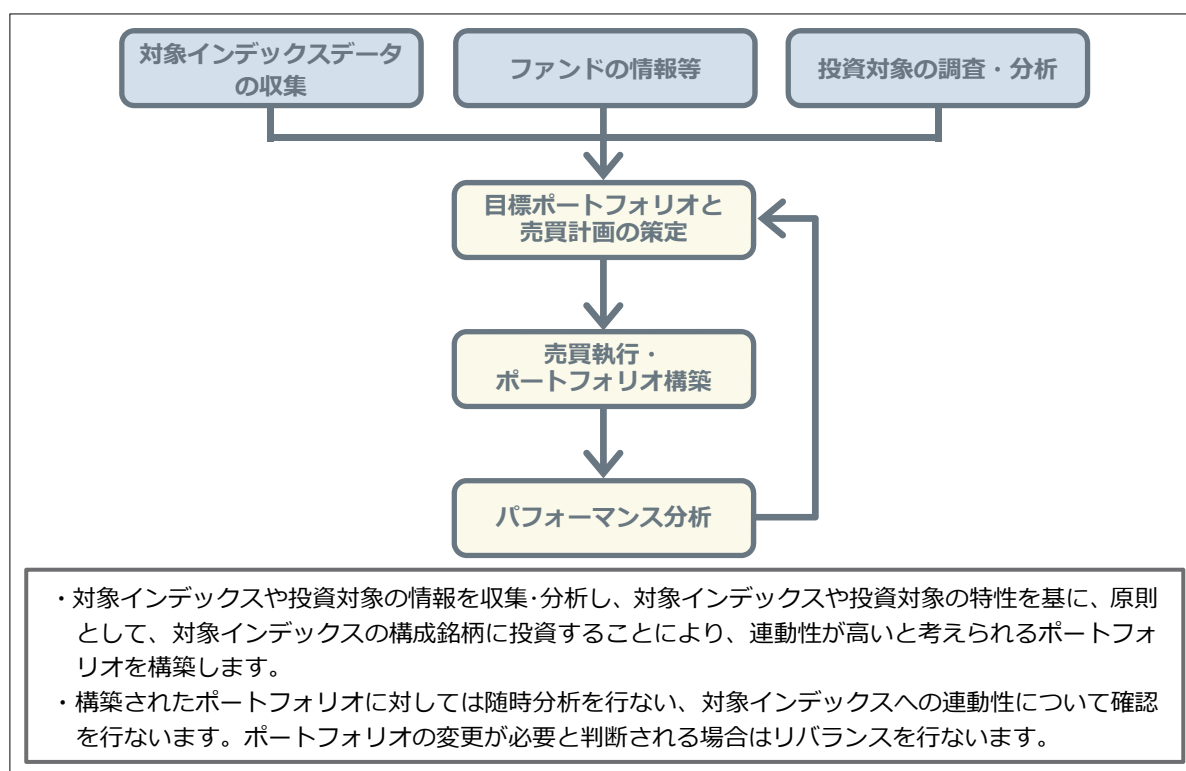 対象インデックスデータ
の収集
ファンドの情報等
投資対象の調査・分析
目標ポートフォリオと
売買計画の策定
売買執行・
ポートフォリオ構築
パフォーマンス分析
・対象インデックスや投資対象の情報を収集･分析し、対象インデックスや投資対象の特性を基に、原則
として、対象インデックスの構成銘柄に投資することにより、連動性が高いと考えられるポートフォ
リオを構築します。
・構築されたポートフォリオに対しては随時分析を行ない、対象インデックスへの連動性について確認
を行ないます。ポートフォリオの変更が必要と判断される場合はリバランスを行ないます。